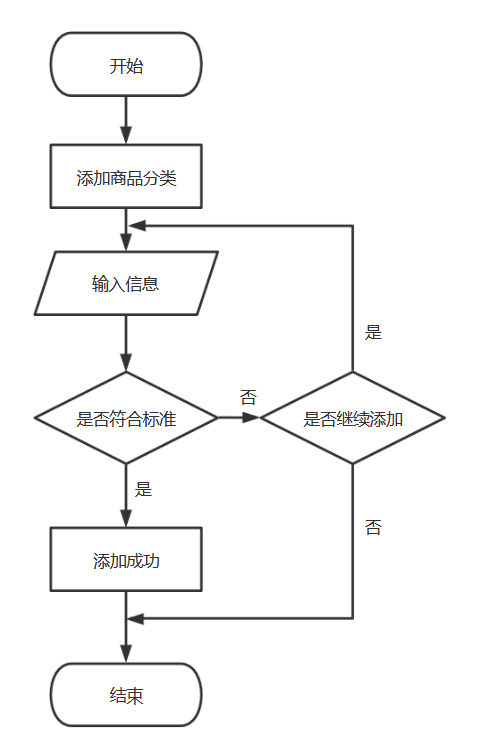 开始
添加商品分类
输入信息
是
否
是否符合标准
是否继续添加
是
否
添加成功
结束